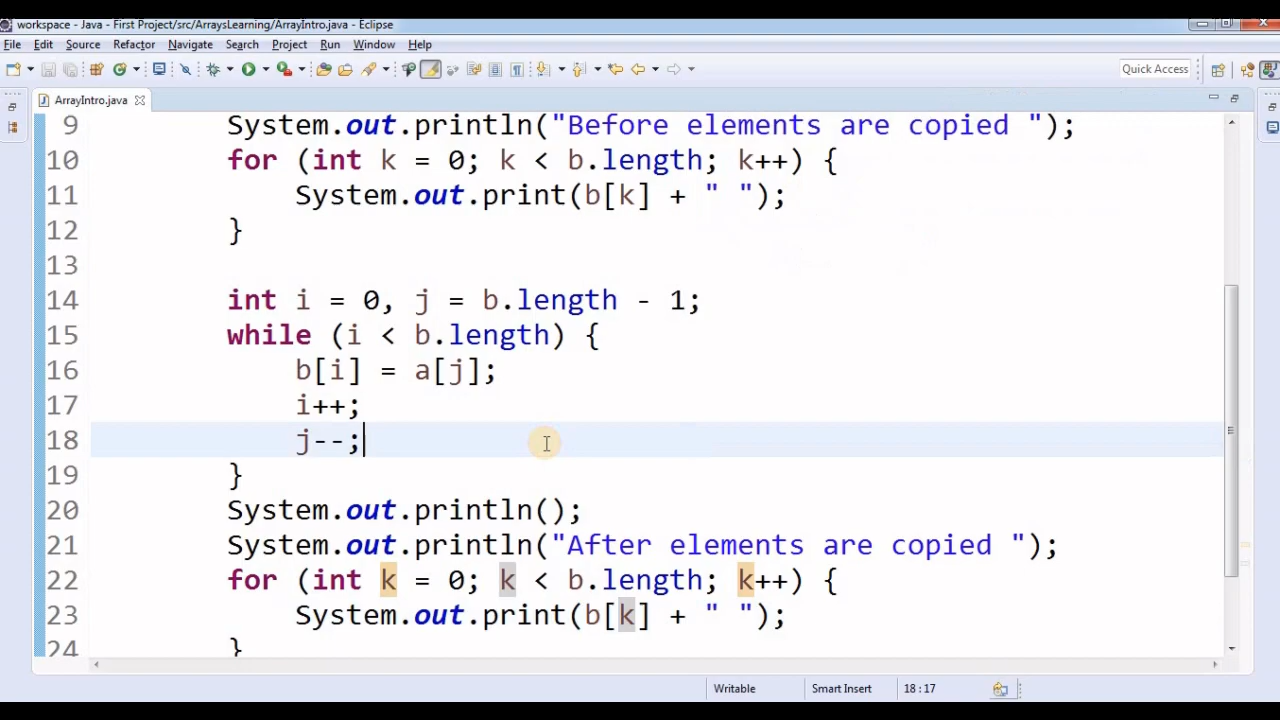 workspace - Java - First Project/src/ArraysLearning/ArrayIntro.java - Eclipse
File Edit Source Refactor Navigate Search Project Run Window Help
Quick Access
ArrayIntro.java
9 System.out.println("Before elements are copied ");
10 for (int k = 0; k < b.length; k++) {
11 System.out.print(b[k] + " ");
12 }
13
14 int i = 0, j = b.length - 1;
15 while (i < b.length) {
16 b[i] = a[j];
17 i++;
18 j--;
19 }
20 System.out.println();
21 System.out.println("After elements are copied ");
22 for (int k = 0; k < b.length; k++) {
23 System.out.print(b[k] + " ");
24 }
Writable Smart Insert 18 : 17